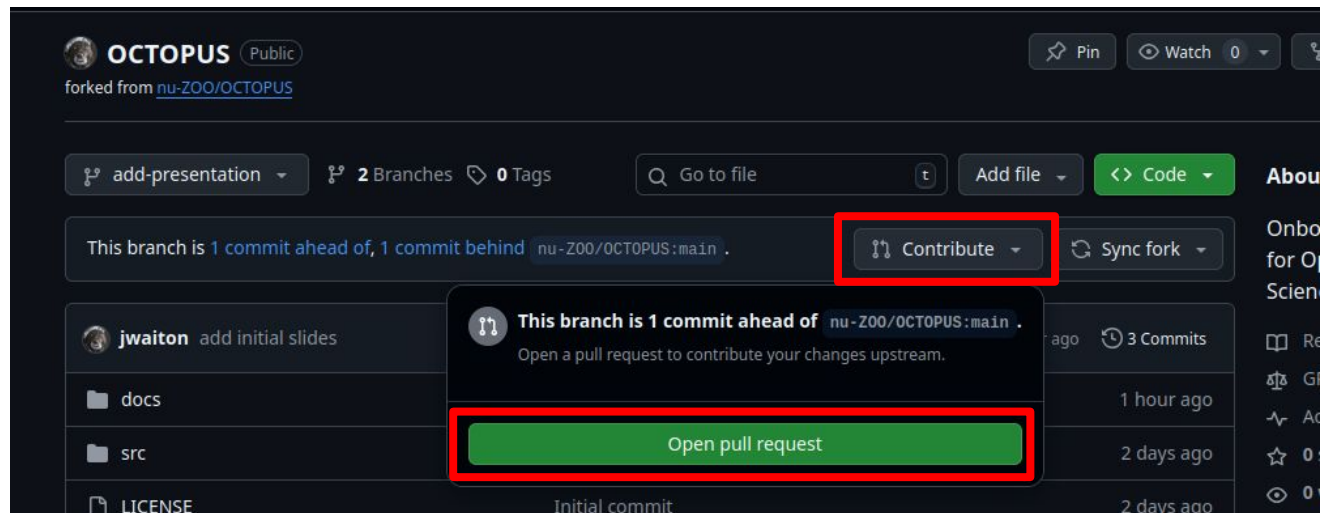 OCTOPUS Public
Pin
Watch 0
forked from nu-ZOO/OCTOPUS
add-presentation
2 Branches
0 Tags
Go to file
t
Add file
<> Code
This branch is 1 commit ahead of, 1 commit behind nu-ZOO/OCTOPUS:main .
Contribute
Sync fork
This branch is 1 commit ahead of nu-ZOO/OCTOPUS:main .
Open a pull request to contribute your changes upstream.
Open pull request
jwaiton add initial slides
ago
3 Commits
docs
1 hour ago
src
2 days ago
LICENSE
Initial commit
2 days ago
for
0
0